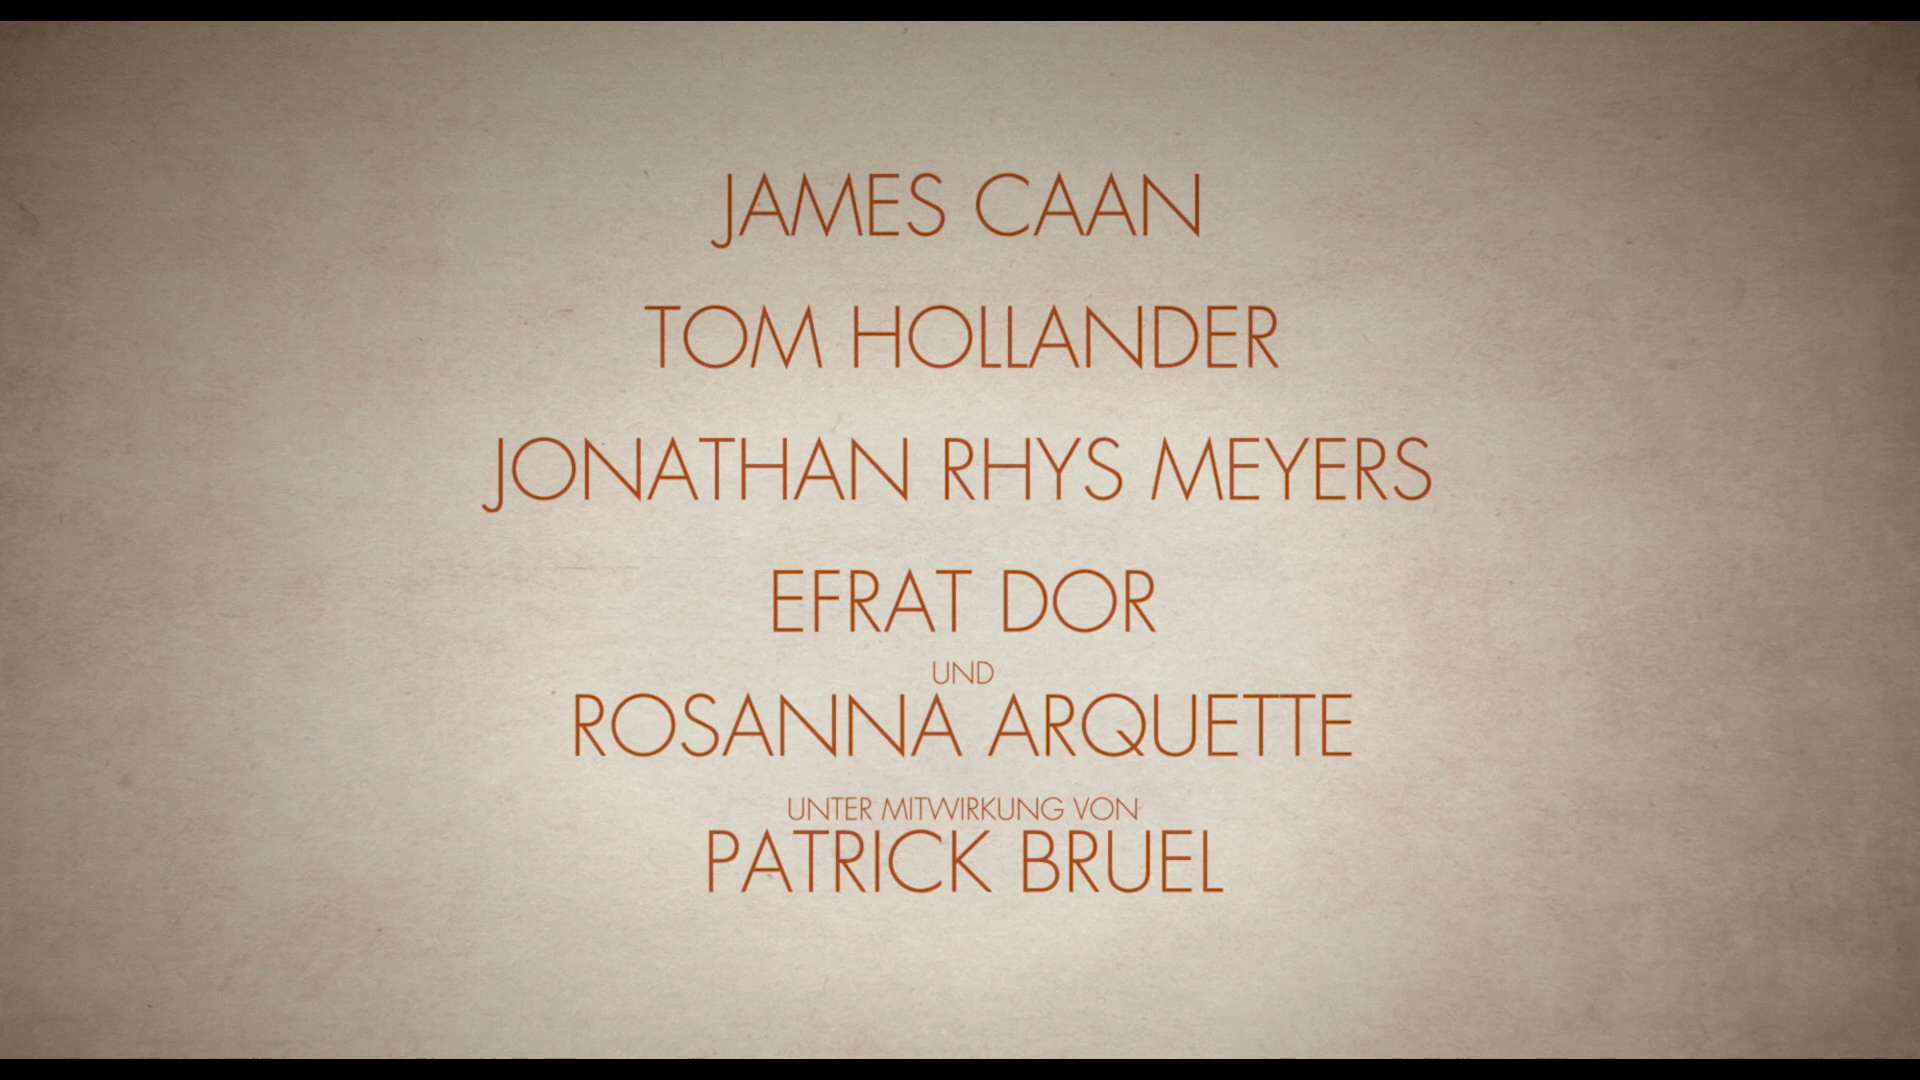 JAMES CAAN
TOM HOLLANDER
JONATHAN RHYS MEYERS
EFRAT DOR
UND
ROSANNA ARQUETTE
UNTER MITWIRKUNG VON
PATRICK BRUEL